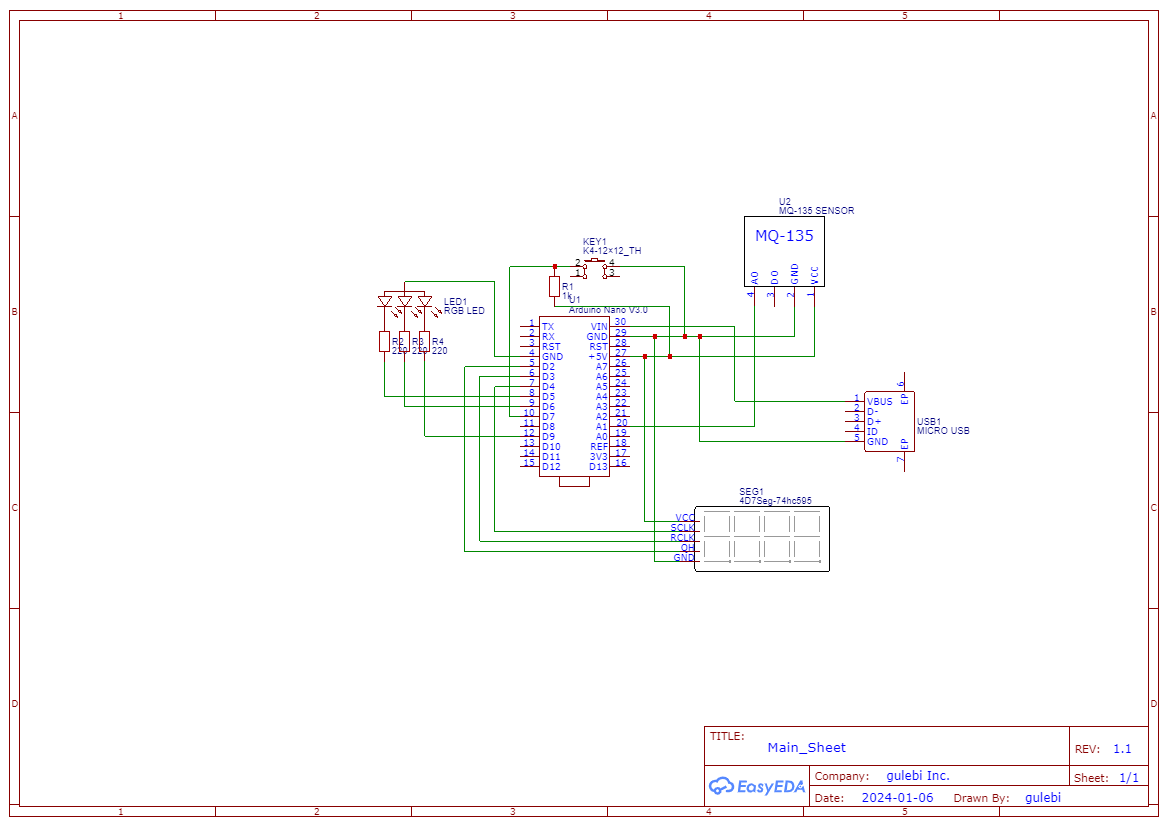 1 2 3 4 5
A A
B B
C C
D D
U2
MQ-135 SENSOR
MQ-135
AO DO GND VCC
4 3 2 1
KEY1
K4-12×12_TH
2 4
1 3
R1
1k
LED1
RGB LED
R2 R3 R4
220 220 220
U1
Arduino Nano V3.0
1 TX VIN 30
2 RX GND 29
3 RST RST 28
4 GND +5V 27
5 D2 A7 26
6 D3 A6 25
7 D4 A5 24
8 D5 A4 23
9 D6 A3 22
10 D7 A2 21
11 D8 A1 20
12 D9 A0 19
13 D10 REF 18
14 D11 3V3 17
15 D12 D13 16
6 EP
1 VBUS
2 D-
3 D+
4 ID
5 GND
7 EP
USB1
MICRO USB
SEG1
4D7Seg-74hc595
VCC
SCLK
RCLK
QH
GND
TITLE:
Main_Sheet
REV: 1.1
EasyEDA
Company: gulebi Inc.
Sheet: 1/1
Date: 2024-01-06 Drawn By: gulebi
1 2 3 4 5